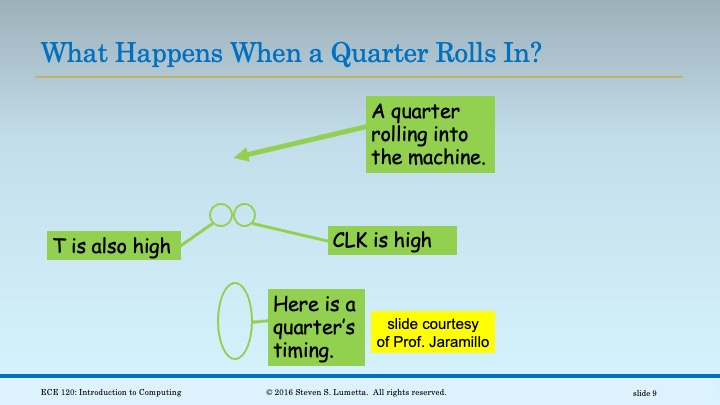 What Happens When a Quarter Rolls In?
A quarter
rolling into
the machine.
T is also high
CLK is high
Here is a
quarter's
timing.
slide courtesy
of Prof. Jaramillo
ECE 120: Introduction to Computing
© 2016 Steven S. Lumetta.  All rights reserved.
slide 9